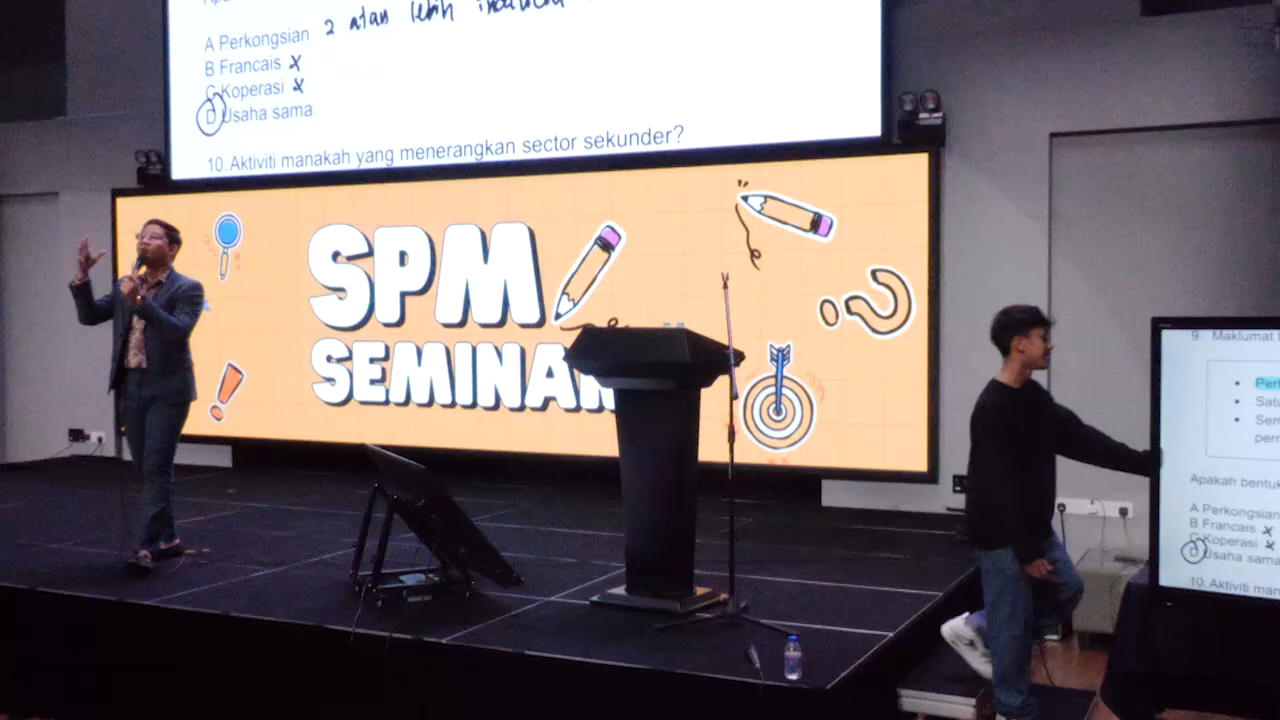 2 atau lebih
A Perkongsian
B Francais x
C Koperasi x
D Usaha sama
10. Aktiviti manakah yang menerangkan sector sekunder?
SPM
SEMINAR
9. Maklumat
Satu
Apakah bentuk
A Perkongsian
B Francais x
C Koperasi x
D Usaha sama
10. Aktiviti